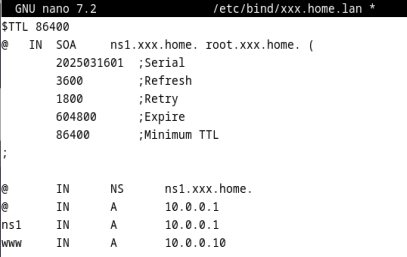 GNU nano 7.2 /etc/bind/xxx.home.lan *
$TTL 86400
@ IN SOA ns1.xxx.home. root.xxx.home. (
2025031601 ;Serial
3600 ;Refresh
1800 ;Retry
604800 ;Expire
86400 ;Minimum TTL
;
@ IN NS ns1.xxx.home.
@ IN A 10.0.0.1
ns1 IN A 10.0.0.1
www IN A 10.0.0.10